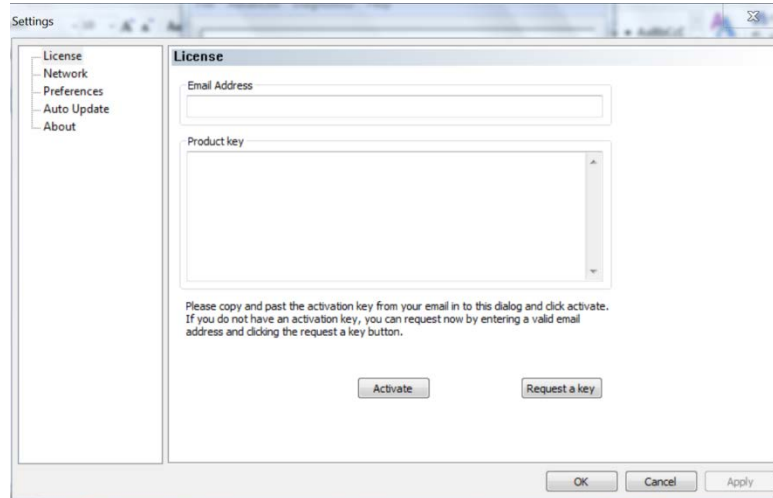 Settings
License
Network
Preferences
Auto Update
About
License
Email Address
Product key
Please copy and past the activation key from your email in to this dialog and click activate.
If you do not have an activation key, you can request now by entering a valid email
address and clicking the request a key button.
Activate
Request a key
OK
Cancel
Apply